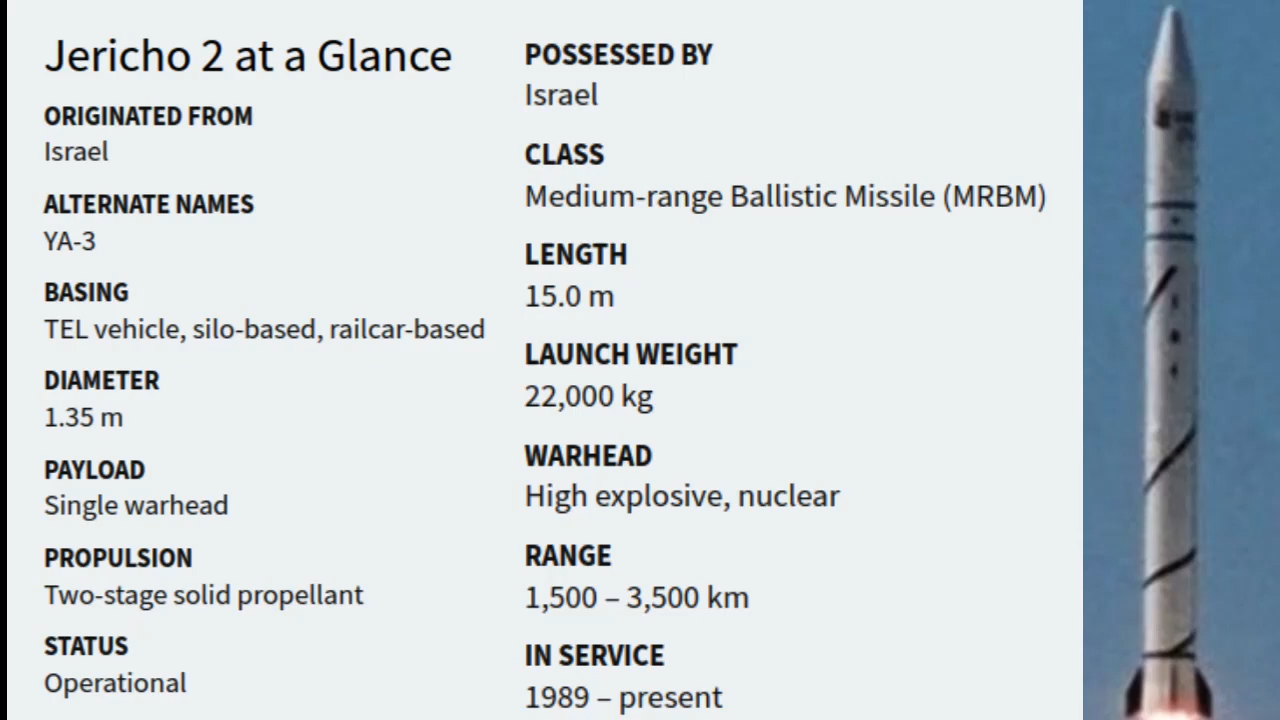 Jericho 2 at a Glance
ORIGINATED FROM
Israel
ALTERNATE NAMES
YA-3
BASING
TEL vehicle, silo-based, railcar-based
DIAMETER
1.35 m
PAYLOAD
Single warhead
PROPULSION
Two-stage solid propellant
STATUS
Operational
POSSESSED BY
Israel
CLASS
Medium-range Ballistic Missile (MRBM)
LENGTH
15.0 m
LAUNCH WEIGHT
22,000 kg
WARHEAD
High explosive, nuclear
RANGE
1,500 – 3,500 km
IN SERVICE
1989 – present